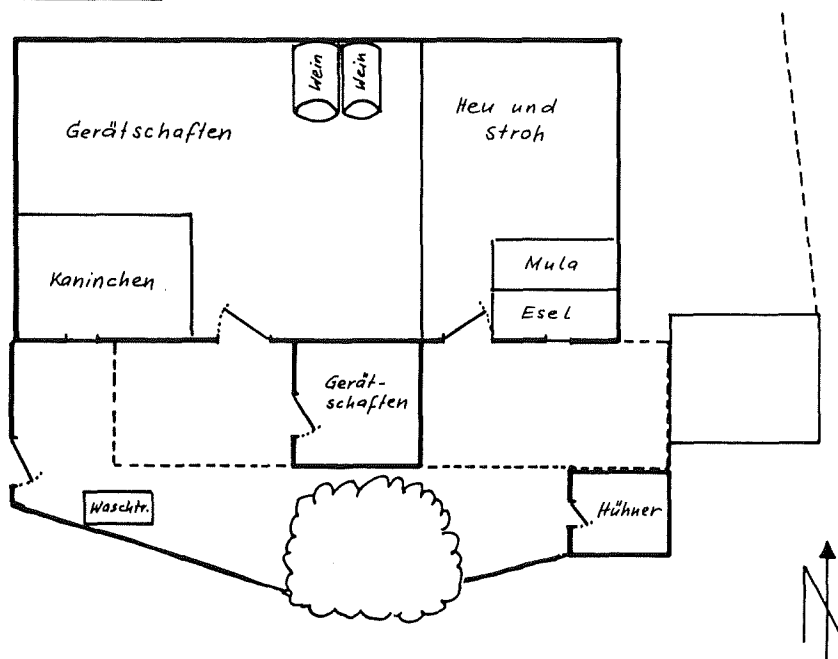 Wein
Wein
Gerätschaften
Heu und
Stroh
Kaninchen
Mula
Esel
Gerät-
schaften
Waschtr.
Hühner
N